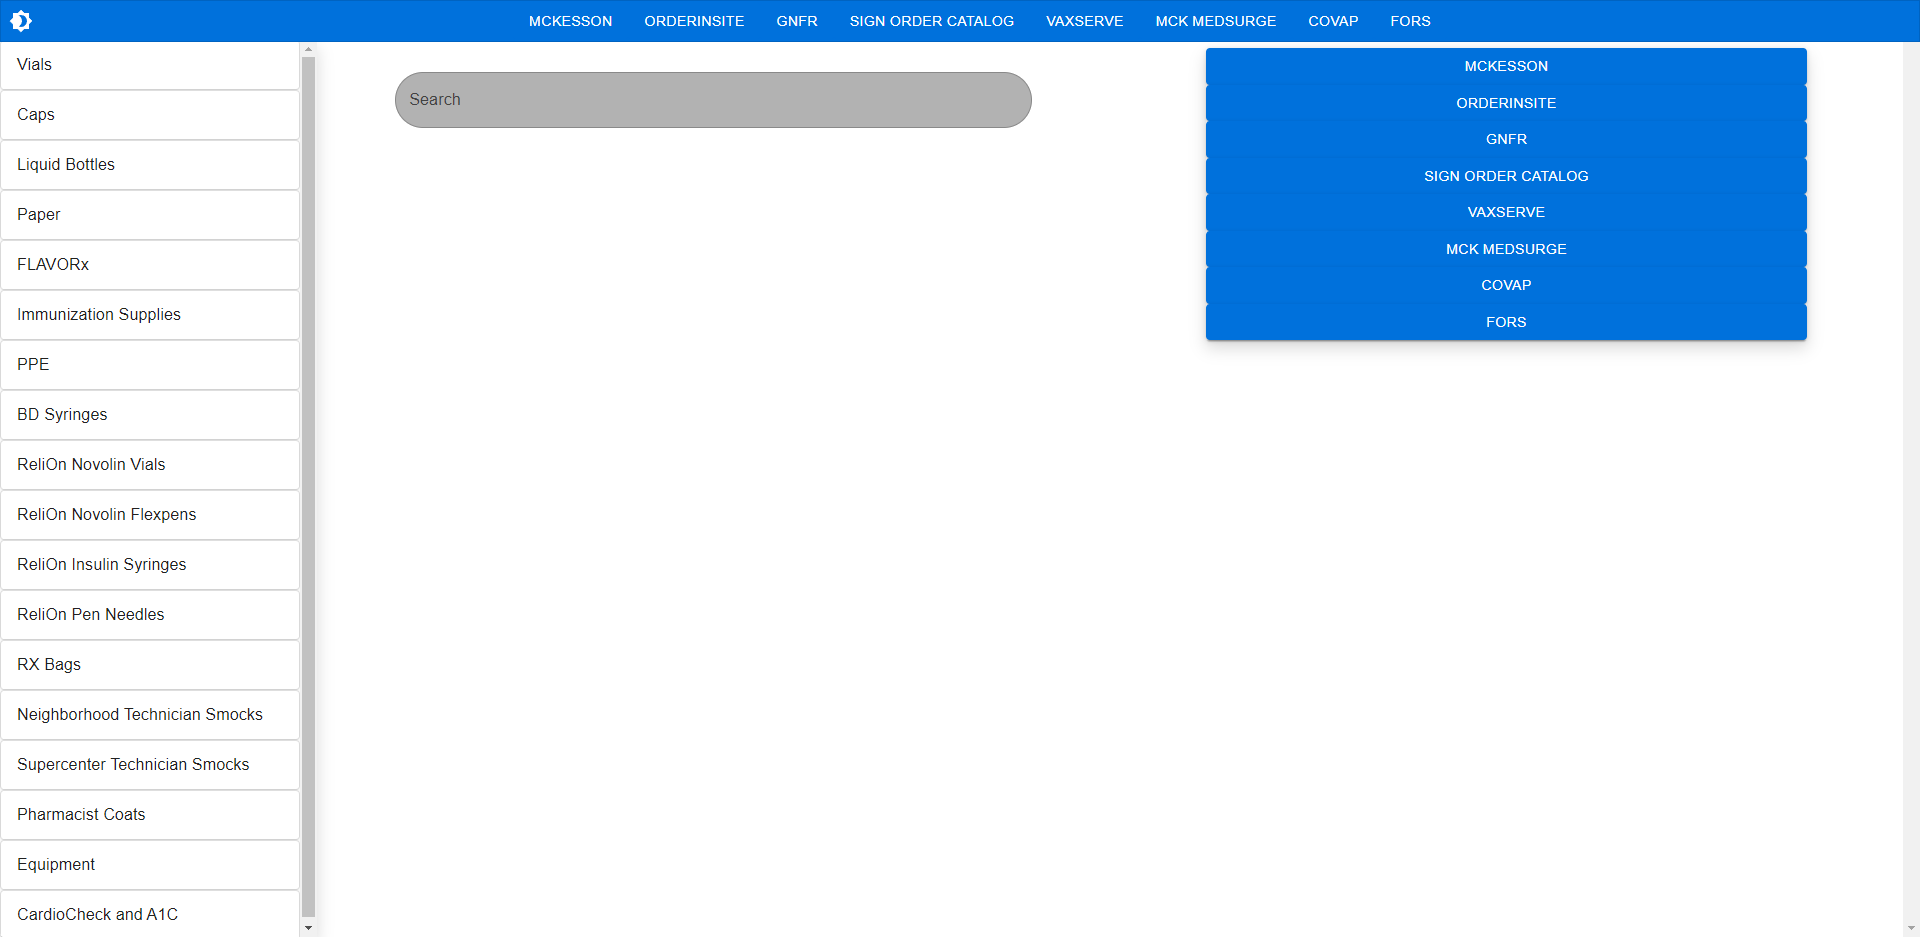 MCKESSON ORDERINSITE GNFR SIGN ORDER CATALOG VAXSERVE MCK MEDSURGE COVAP FORS
Vials
Caps
Liquid Bottles
Paper
FLAVORx
Immunization Supplies
PPE
BD Syringes
ReliOn Novolin Vials
ReliOn Novolin Flexpens
ReliOn Insulin Syringes
ReliOn Pen Needles
RX Bags
Neighborhood Technician Smocks
Supercenter Technician Smocks
Pharmacist Coats
Equipment
CardioCheck and A1C
Search
MCKESSON
ORDERINSITE
GNFR
SIGN ORDER CATALOG
VAXSERVE
MCK MEDSURGE
COVAP
FORS